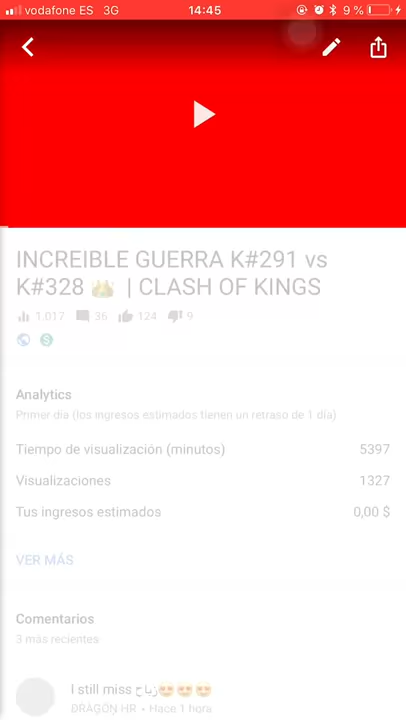 vodafone ES 3G 14:45 9 %
INCREIBLE GUERRA K#291 vs
K#328 👑 | CLASH OF KINGS
1.017 36 124 9
Analytics
Primer día (los ingresos estimados tienen un retraso de 1 día)
Tiempo de visualización (minutos) 5397
Visualizaciones 1327
Tus ingresos estimados 0,00 $
VER MÁS
Comentarios
3 más recientes
I still miss زباح😍😍😍
HR • Hace 1 hora